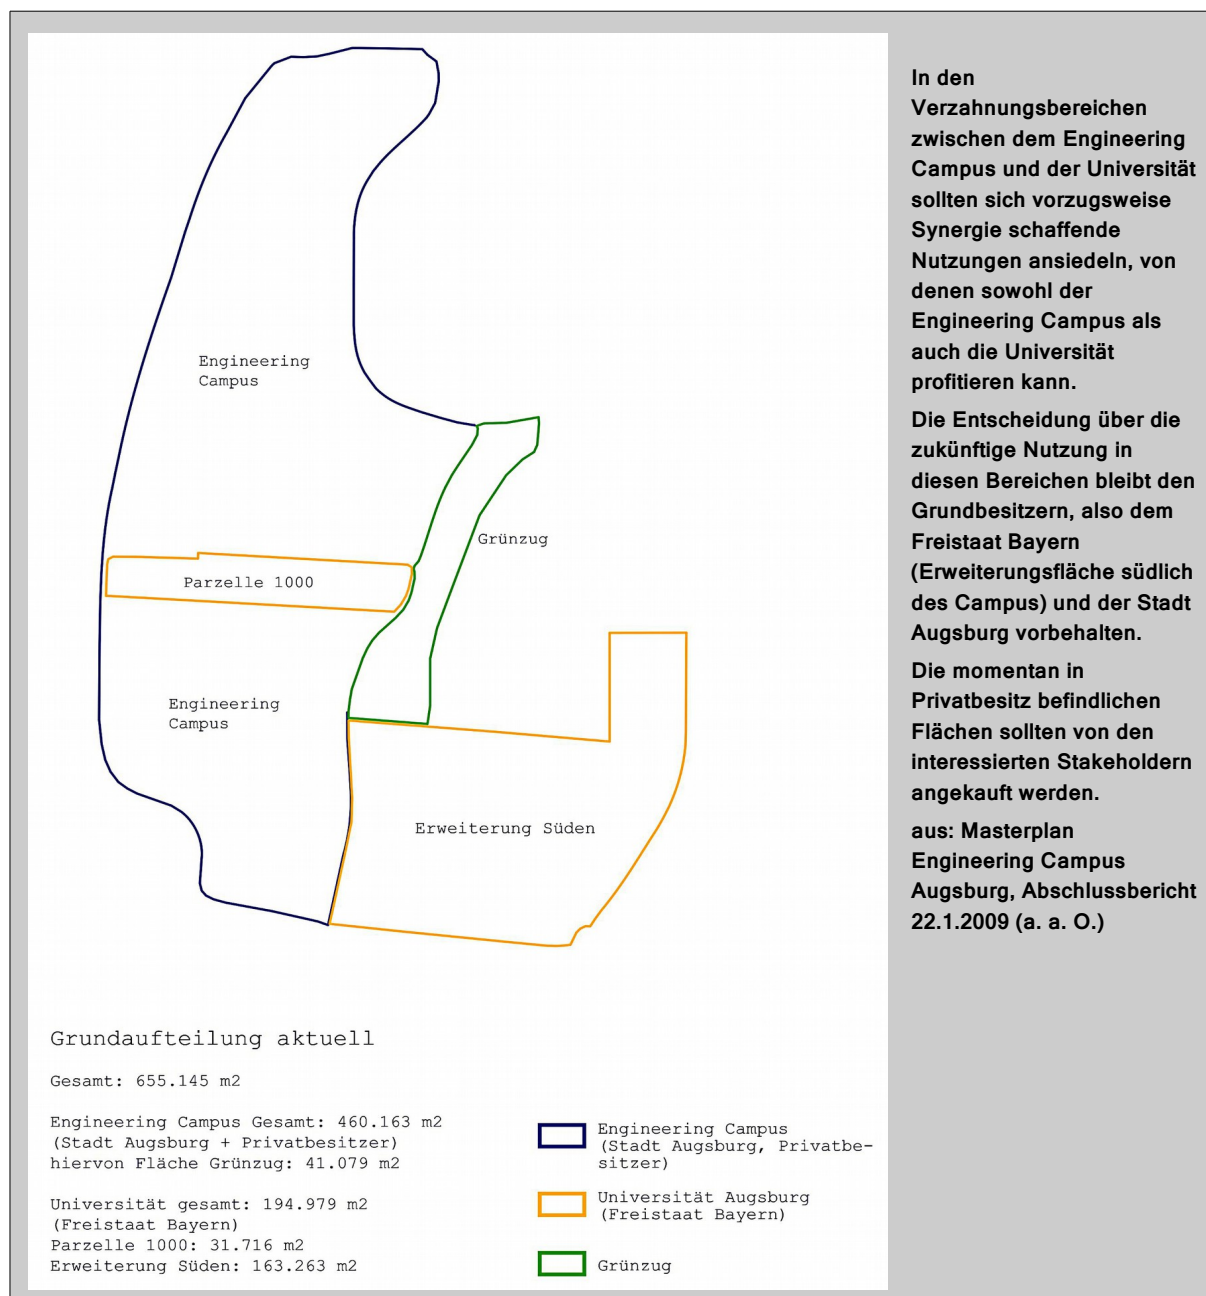 Engineering
Campus
Grünzug
Parzelle 1000
Engineering
Campus
Erweiterung Süden
Grundaufteilung aktuell
Gesamt: 655.145 m2
Engineering Campus Gesamt: 460.163 m2
(Stadt Augsburg + Privatbesitzer)
hiervon Fläche Grünzug: 41.079 m2
Universität gesamt: 194.979 m2
(Freistaat Bayern)
Parzelle 1000: 31.716 m2
Erweiterung Süden: 163.263 m2
Engineering Campus
(Stadt Augsburg, Privatbe-
sitzer)
Universität Augsburg
(Freistaat Bayern)
Grünzug
In den
Verzahnungsbereichen
zwischen dem Engineering
Campus und der Universität
sollten sich vorzugsweise
Synergie schaffende
Nutzungen ansiedeln, von
denen sowohl der
Engineering Campus als
auch die Universität
profitieren kann.
Die Entscheidung über die
zukünftige Nutzung in
diesen Bereichen bleibt den
Grundbesitzern, also dem
Freistaat Bayern
(Erweiterungsfläche südlich
des Campus) und der Stadt
Augsburg vorbehalten.
Die momentan in
Privatbesitz befindlichen
Flächen sollten von den
interessierten Stakeholdern
angekauft werden.
aus: Masterplan
Engineering Campus
Augsburg, Abschlussbericht
22.1.2009 (a. a. O.)